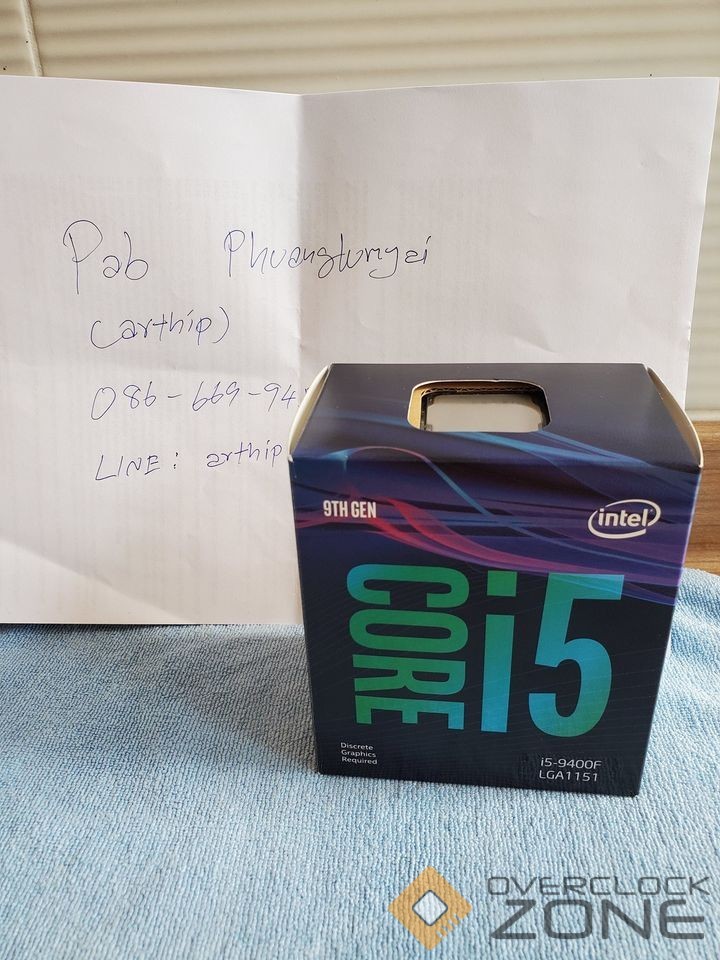 Pab Phuangtumyai
(arthip)
086-669-94
LINE: arthip
9TH GEN
intel
CORE i5
Discrete
Graphics
Required
i5-9400F
LGA1151
OVERCLOCK
ZONE